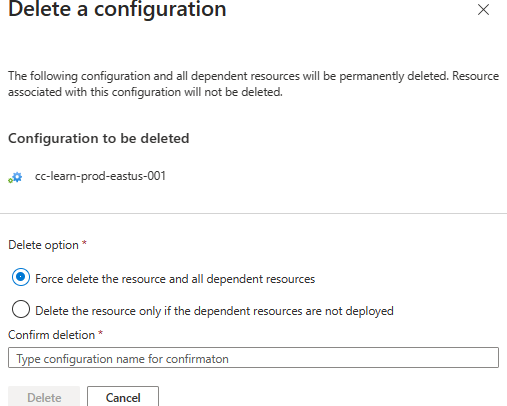 Delete a configuration
The following configuration and all dependent resources will be permanently deleted. Resource
associated with this configuration will not be deleted.
Configuration to be deleted
cc-learn-prod-eastus-001
Delete option *
Force delete the resource and all dependent resources
Delete the resource only if the dependent resources are not deployed
Confirm deletion *
Type configuration name for confirmaton
Delete Cancel